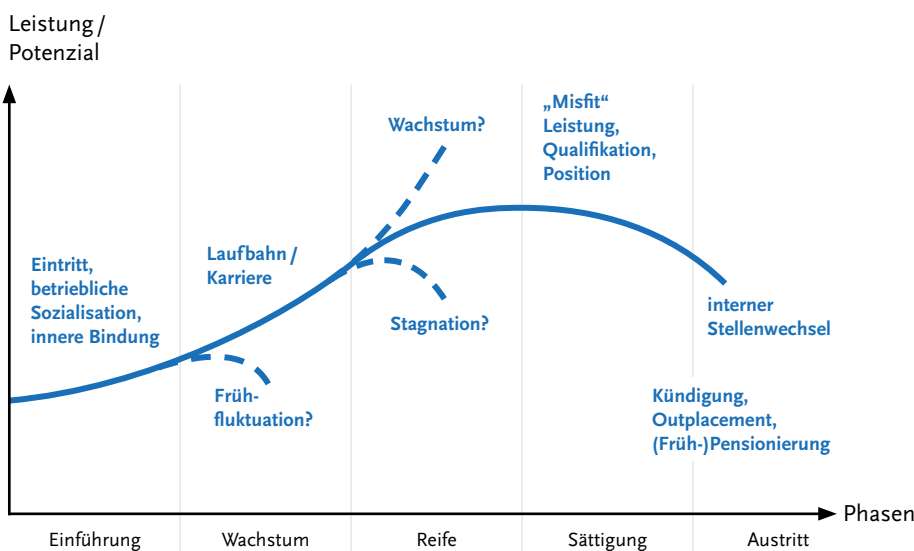 Leistung /
Potenzial
„Misfit“
Leistung,
Qualifikation,
Position
Wachstum?
Laufbahn /
Karriere
Eintritt,
betriebliche
Sozialisation,
innere Bindung
interner
Stellenwechsel
Stagnation?
Früh-
fluktuation?
Kündigung,
Outplacement,
(Früh-)Pensionierung
Phasen
Einführung
Wachstum
Reife
Sättigung
Austritt